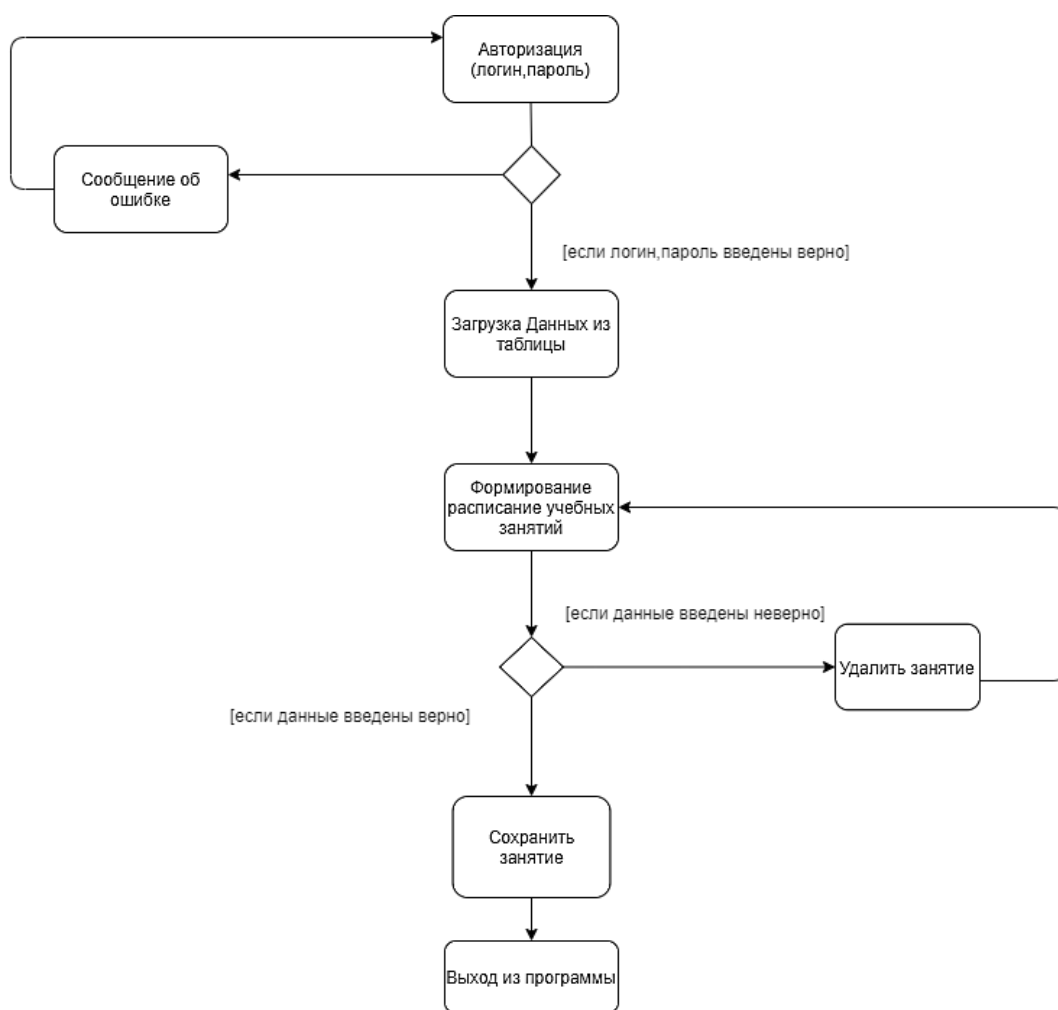 Авторизация
(логин,пароль)
Сообщение об
ошибке
[если логин,пароль введены верно]
Загрузка Данных из
таблицы
Формирование
расписание учебных
занятий
[если данные введены неверно]
Удалить занятие
[если данные введены верно]
Сохранить
занятие
Выход из программы